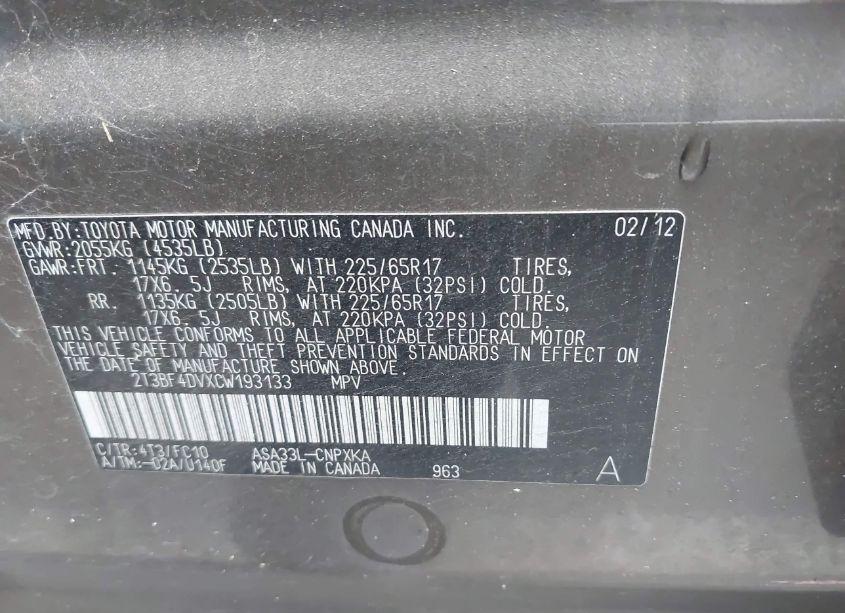 MFD.BY:TOYOTA MOTOR MANUFACTURING CANADA INC. 02/12
GVWR:2055KG (4535LB)
GAWR:FRT. 1145KG (2535LB) WITH 225/65R17 TIRES,
17X6.5J RIMS, AT 220KPA (32PSI) COLD.
RR. 1135KG (2505LB) WITH 225/65R17 TIRES,
17X6.5J RIMS, AT 220KPA (32PSI) COLD.
THIS VEHICLE CONFORMS TO ALL APPLICABLE FEDERAL MOTOR
VEHICLE SAFETY AND THEFT PREVENTION STANDARDS IN EFFECT ON
THE DATE OF MANUFACTURE SHOWN ABOVE.
2T3BF4DVXCW193133 MPV
C/TR:4T3/FC10 ASA33L-CNPXKA
A/TM:-02A/U140F MADE IN CANADA 963 A